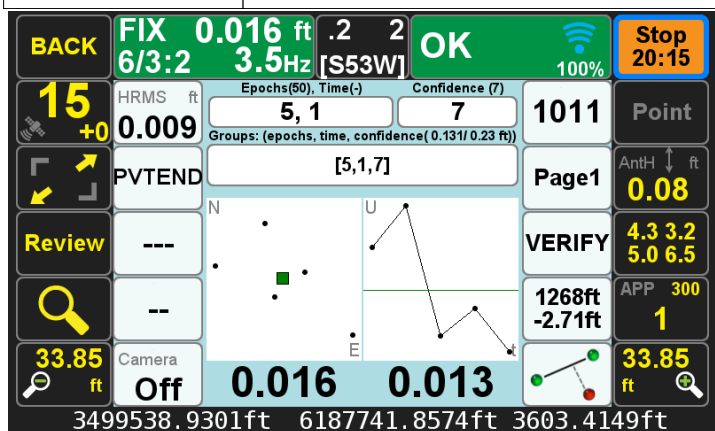 BACK
FIX 0.016 ft
6/3:2 3.5Hz
.2 2
[S53W]
OK
100%
Stop
20:15
15
+0
HRMS ft
0.009
Epochs(50), Time(-)
5, 1
Confidence (7)
7
1011
Point
Groups: (epochs, time, confidence( 0.131/ 0.23 ft))
[5,1,7]
PVTEND
Page1
AntH ft
0.08
Review
---
N
E
U
t
VERIFY
4.3 3.2
5.0 6.5
--
1268ft
-2.71ft
APP 300
1
33.85
ft
Camera
Off
0.016
0.013
33.85
ft
3499538.9301ft 6187741.8574ft 3603.4149ft